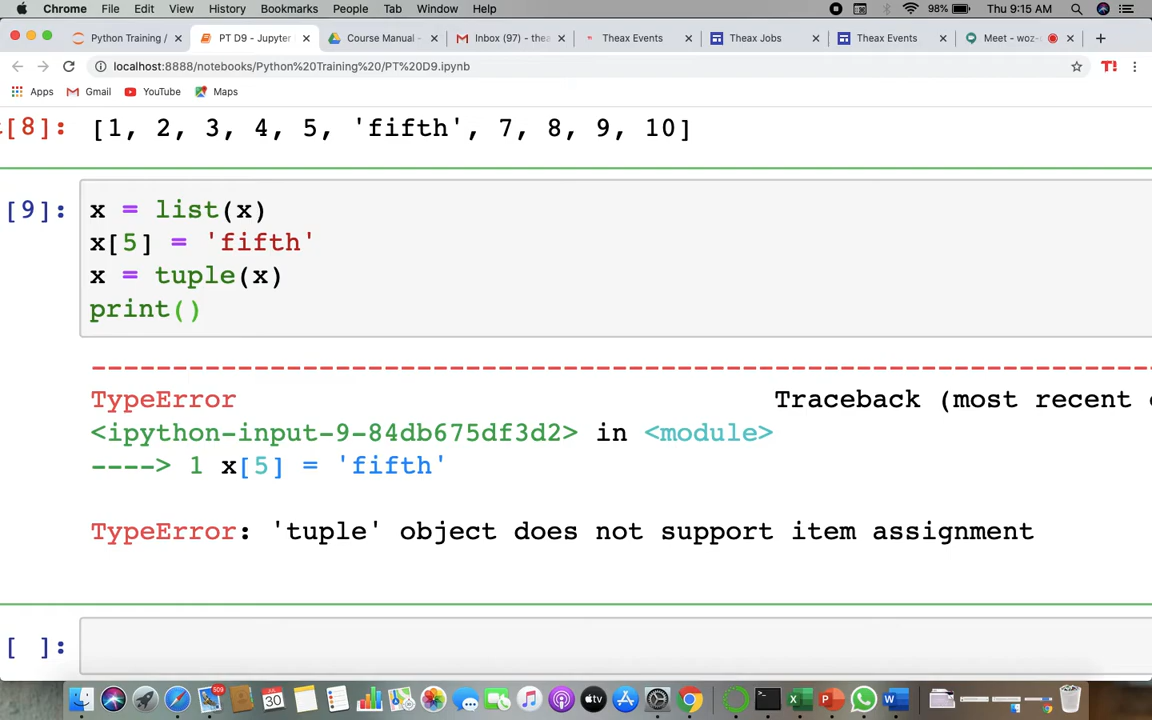 Chrome File Edit View History Bookmarks People Tab Window Help 98% Thu 9:15 AM
Python Training / PT D9 - Jupyter Course Manual - Inbox (97) - thea Theax Events Theax Jobs Theax Events Meet - woz-
localhost:8888/notebooks/Python%20Training%20/PT%20D9.ipynb T!
Apps Gmail YouTube Maps
t[8]: [1, 2, 3, 4, 5, 'fifth', 7, 8, 9, 10]
[9]: x = list(x)
x[5] = 'fifth'
x = tuple(x)
print()
TypeError Traceback (most recent c
<ipython-input-9-84db675df3d2> in <module>
----> 1 x[5] = 'fifth'
TypeError: 'tuple' object does not support item assignment
[ ]:
509 30 tv